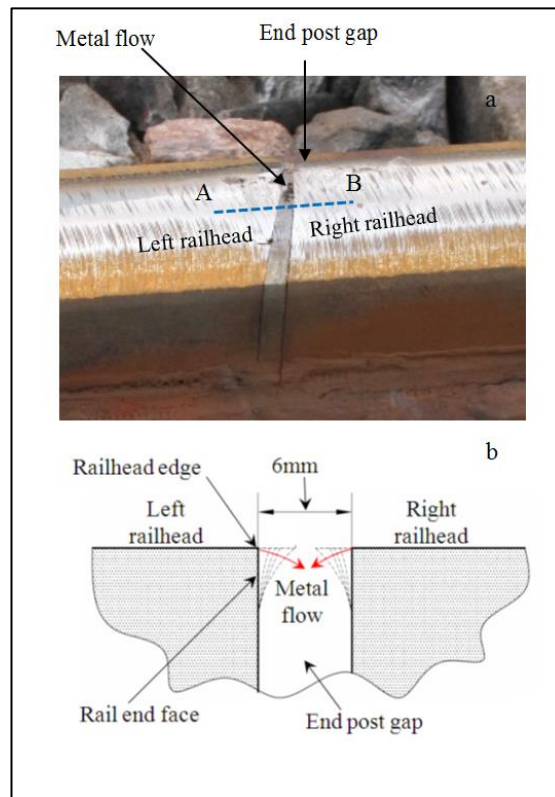 Metal flow
End post gap
a
A
B
Left railhead
Right railhead
b
Railhead edge
6mm
Left
railhead
Right
railhead
Metal
flow
Rail end face
End post gap